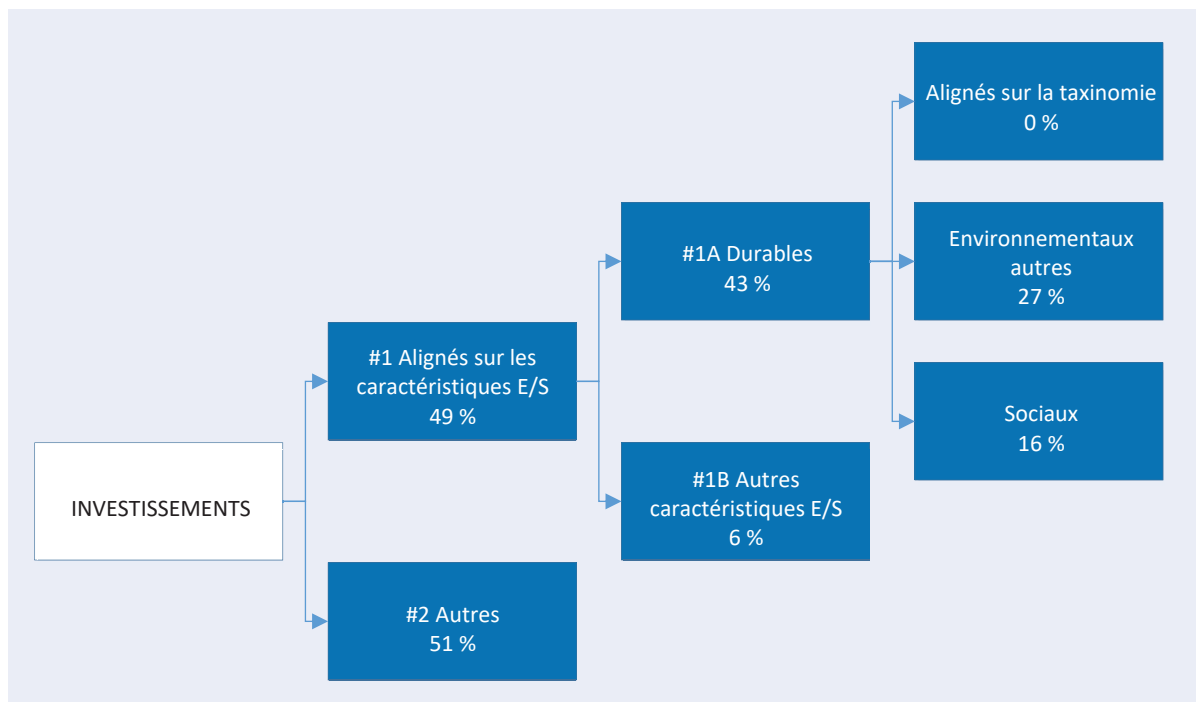 INVESTISSEMENTS
#1 Alignés sur les
caractéristiques E/S
49 %
#2 Autres
51 %
#1A Durables
43 %
#1B Autres
caractéristiques E/S
6 %
Alignés sur la taxinomie
0 %
Environnementaux
autres
27 %
Sociaux
16 %